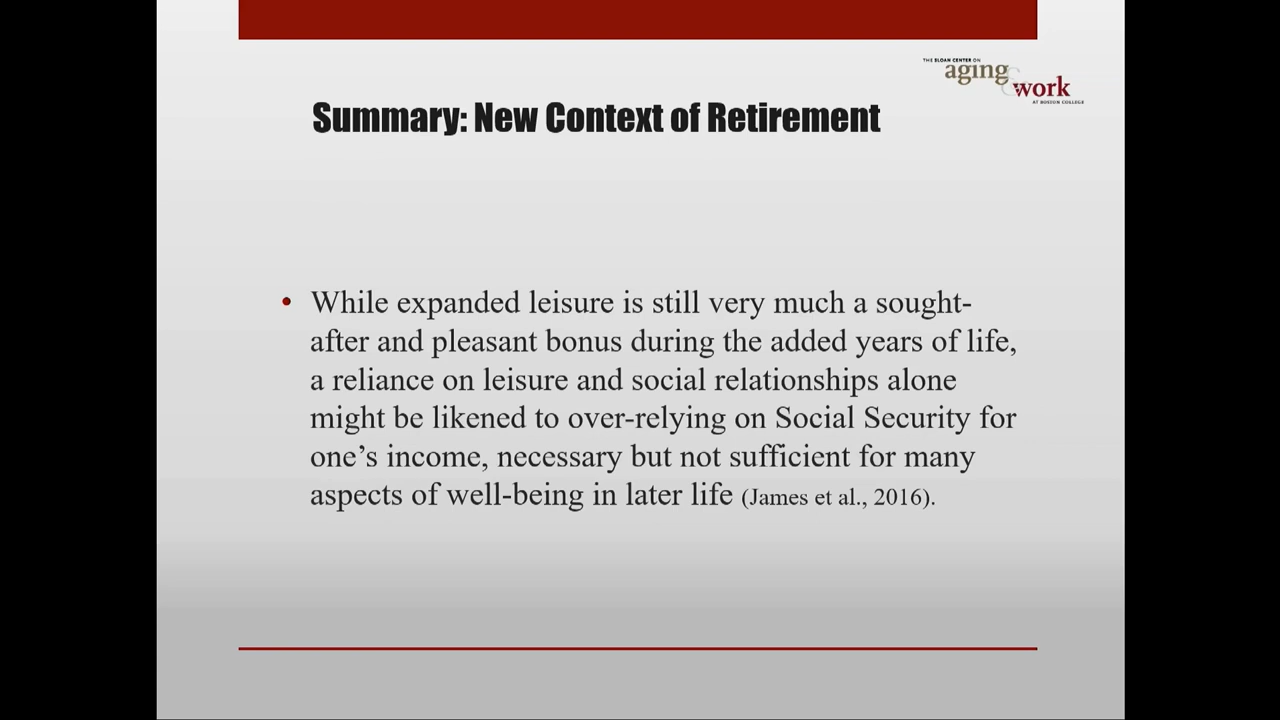 THE SLOAN CENTER ON
aging
& work
AT BOSTON COLLEGE
Summary: New Context of Retirement
• While expanded leisure is still very much a sought-
after and pleasant bonus during the added years of life,
a reliance on leisure and social relationships alone
might be likened to over-relying on Social Security for
one’s income, necessary but not sufficient for many
aspects of well-being in later life (James et al., 2016).